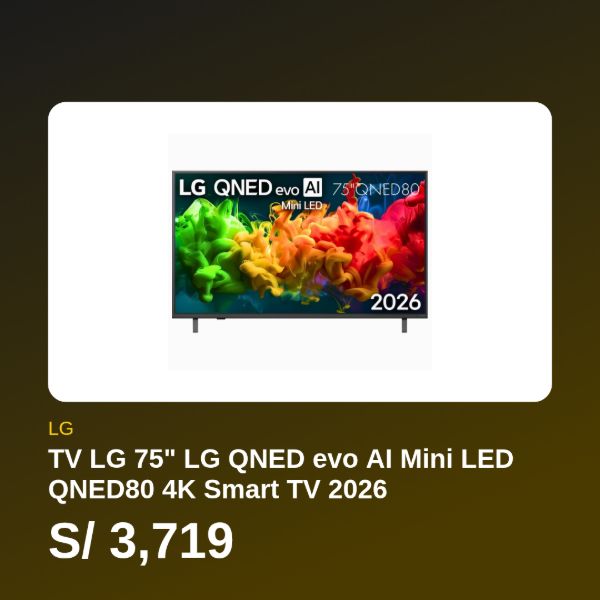 LG QNED evo AI 75"QNED80
Mini LED
2026
LG
TV LG 75" LG QNED evo AI Mini LED
QNED80 4K Smart TV 2026
S/ 3,719